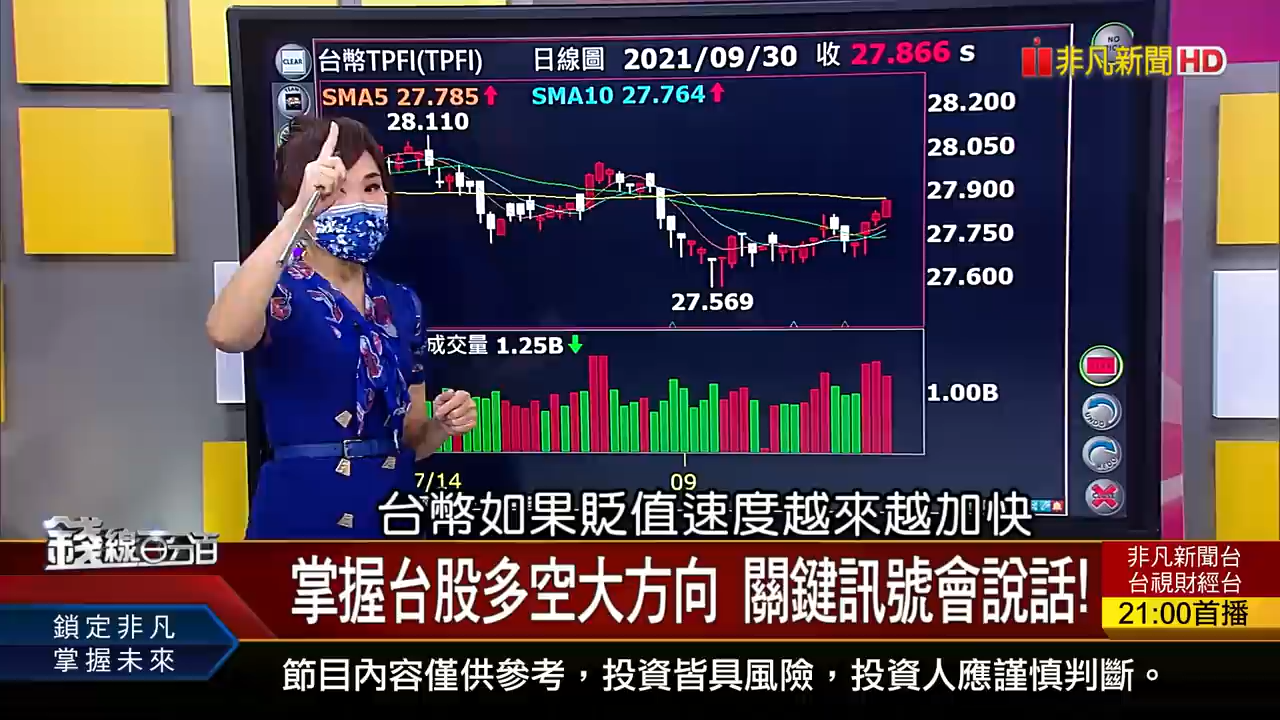 CLEAR
台幣TPFI(TPFI) 日線圖 2021/09/30 收 27.866 S
非凡新聞HD
SMA5 27.785↑ SMA10 27.764↑
28.110
28.200
28.050
27.900
27.750
27.600
27.569
成交量 1.25B↓
1.00B
7/14
09
台幣如果貶值速度越來越加快
錢線百分百
掌握台股多空大方向 關鍵訊號會說話!
非凡新聞台
台視財經台
21:00首播
鎖定非凡
掌握未來
節目內容僅供參考，投資皆具風險，投資人應謹慎判斷。